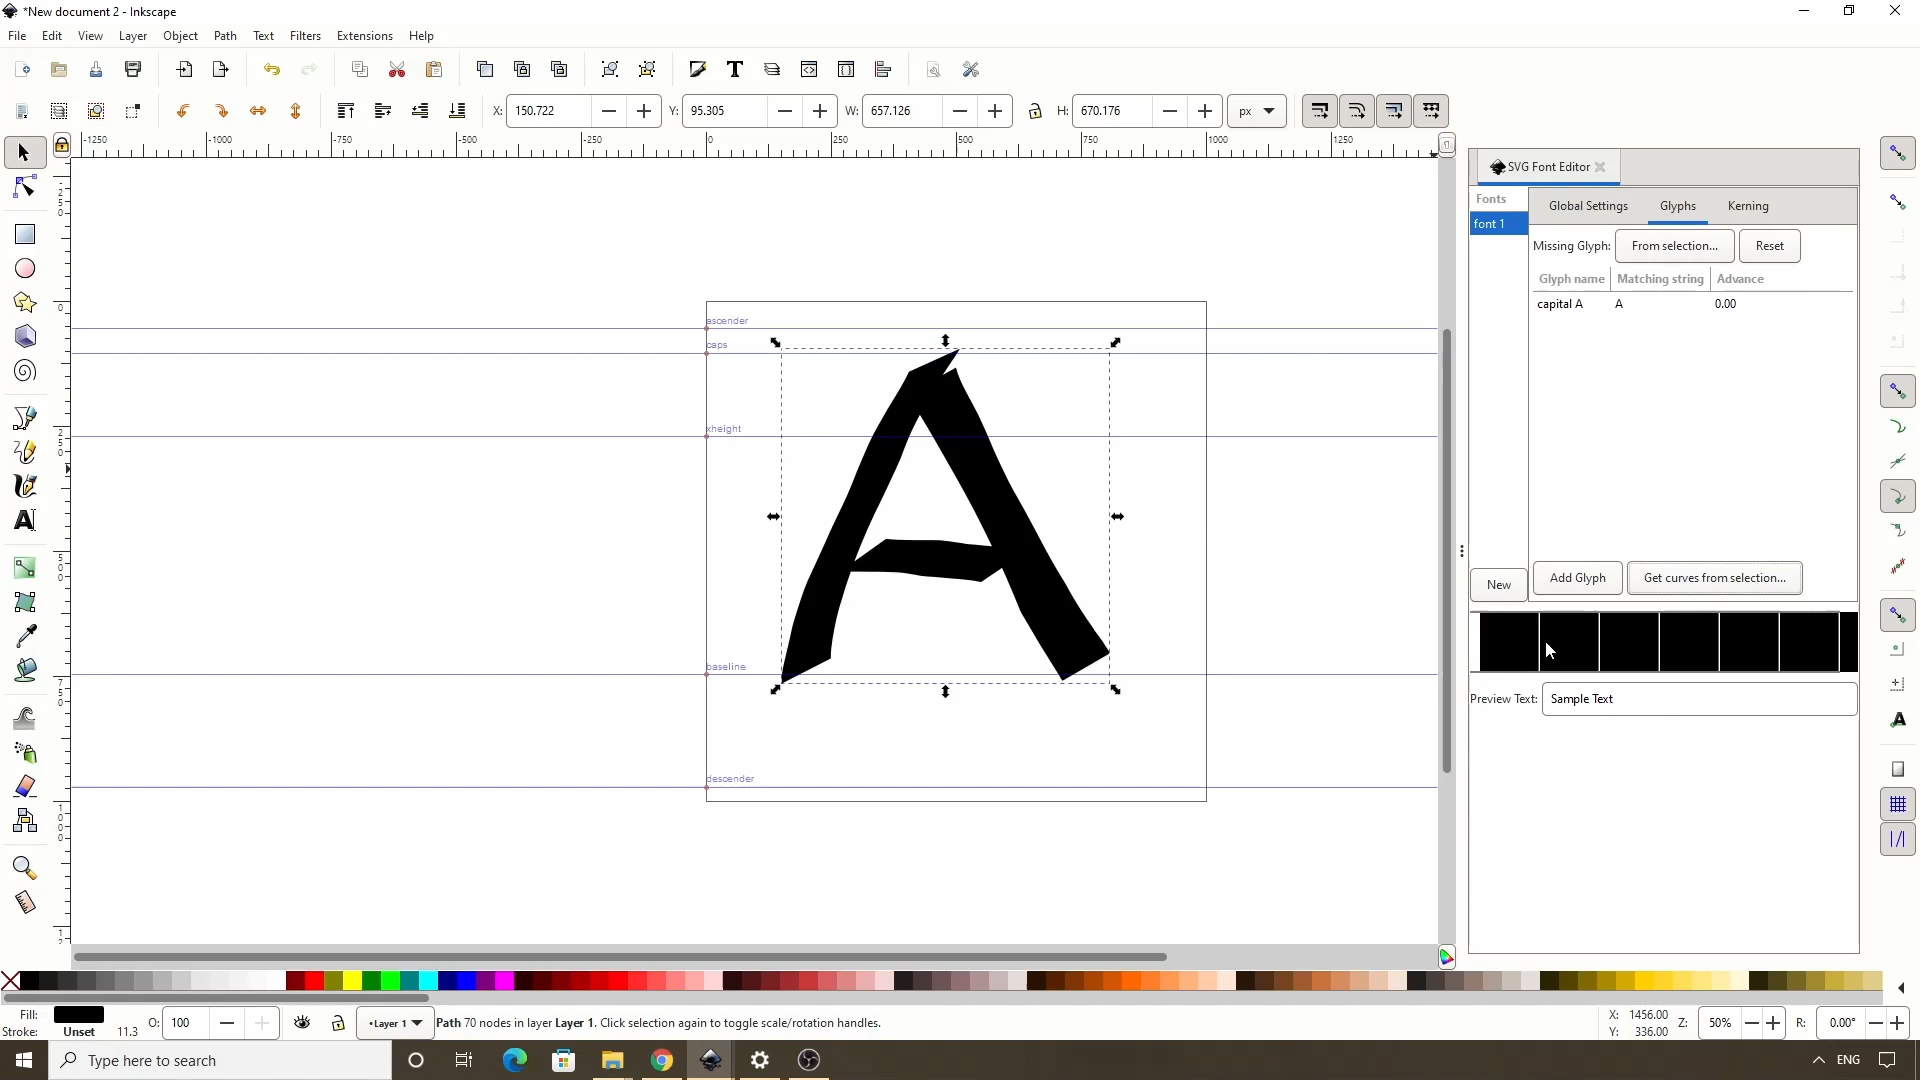 *New document 2 - Inkscape
File Edit View Layer Object Path Text Filters Extensions Help
X: 150.722 Y: 95.305 W: 657.126 H: 670.176 px
-1250 -1000 -750 -500 -250 0 250 500 750 1000 1250
SVG Font Editor
Fonts
font 1
Global Settings Glyphs Kerning
Missing Glyph: From selection... Reset
Glyph name Matching string Advance
capital A A 0.00
ascender
caps
xheight
baseline
descender
A
New Add Glyph Get curves from selection...
Preview Text: Sample Text
Fill:
Stroke: Unset 11.3 O: 100 •Layer 1 Path 70 nodes in layer Layer 1. Click selection again to toggle scale/rotation handles.
X: 1456.00
Y: 336.00
Z: 50% R: 0.00°
Type here to search
ENG